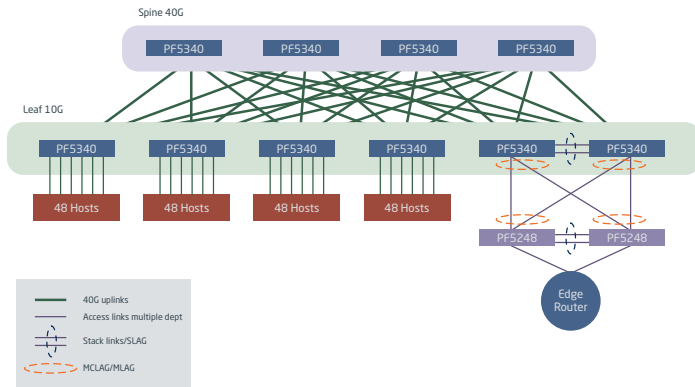 Spine 40G
PF5340 PF5340 PF5340 PF5340
Leaf 10G
PF5340 PF5340 PF5340 PF5340 PF5340 PF5340
48 Hosts 48 Hosts 48 Hosts 48 Hosts
PF5248 PF5248
Edge
Router
40G uplinks
Access links multiple dept
Stack links/SLAG
MCLAG/MLAG